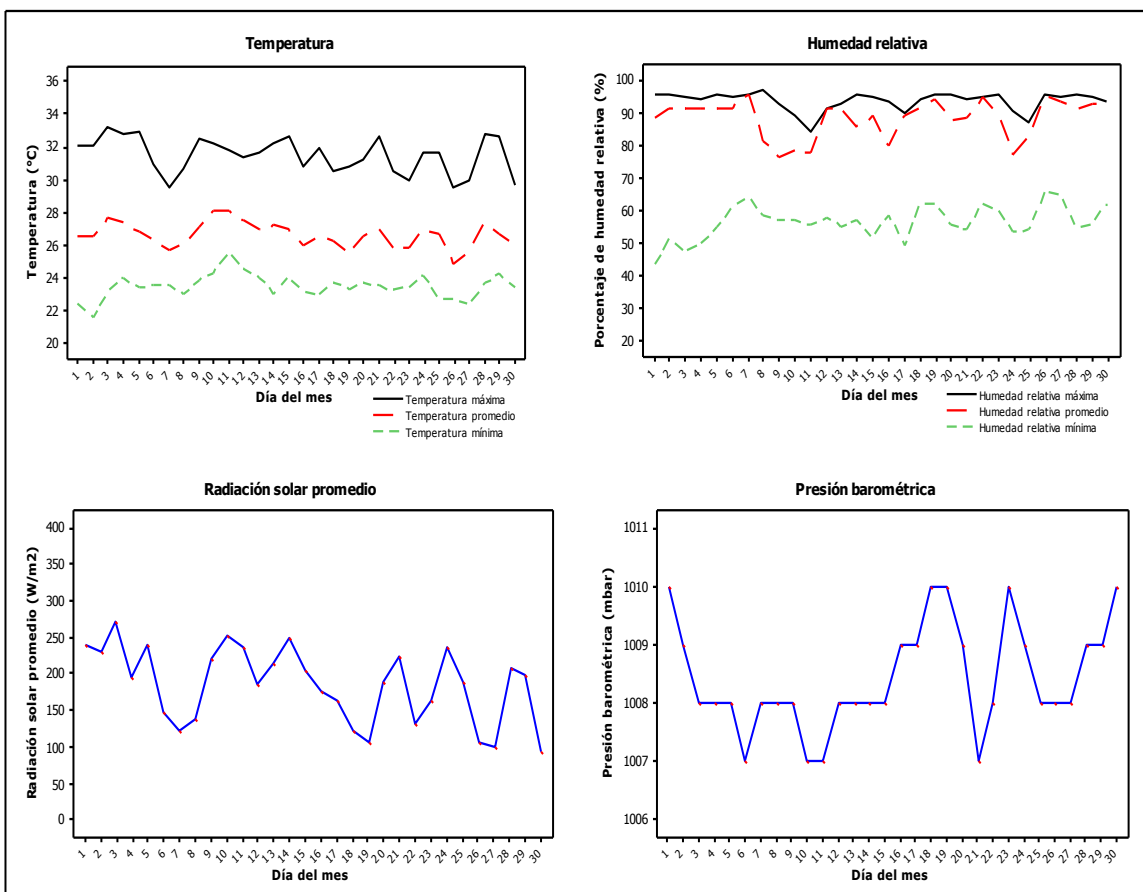 Temperatura
Temperatura (°C)
36
34
32
30
28
26
24
22
20
1 2 3 4 5 6 7 8 9 10 11 12 13 14 15 16 17 18 19 20 21 22 23 24 25 26 27 28 29 30
Día del mes
Temperatura máxima
Temperatura promedio
Temperatura mínima
Humedad relativa
Porcentaje de humedad relativa (%)
100
90
80
70
60
50
40
30
20
1 2 3 4 5 6 7 8 9 10 11 12 13 14 15 16 17 18 19 20 21 22 23 24 25 26 27 28 29 30
Día del mes
Humedad relativa máxima
Humedad relativa promedio
Humedad relativa mínima
Radiación solar promedio
Radiación solar promedio (W/m2)
400
350
300
250
200
150
100
50
0
1 2 3 4 5 6 7 8 9 10 11 12 13 14 15 16 17 18 19 20 21 22 23 24 25 26 27 28 29 30
Día del mes
Presión barométrica
Presión barométrica (mbar)
1011
1010
1009
1008
1007
1006
1 2 3 4 5 6 7 8 9 10 11 12 13 14 15 16 17 18 19 20 21 22 23 24 25 26 27 28 29 30
Día del mes